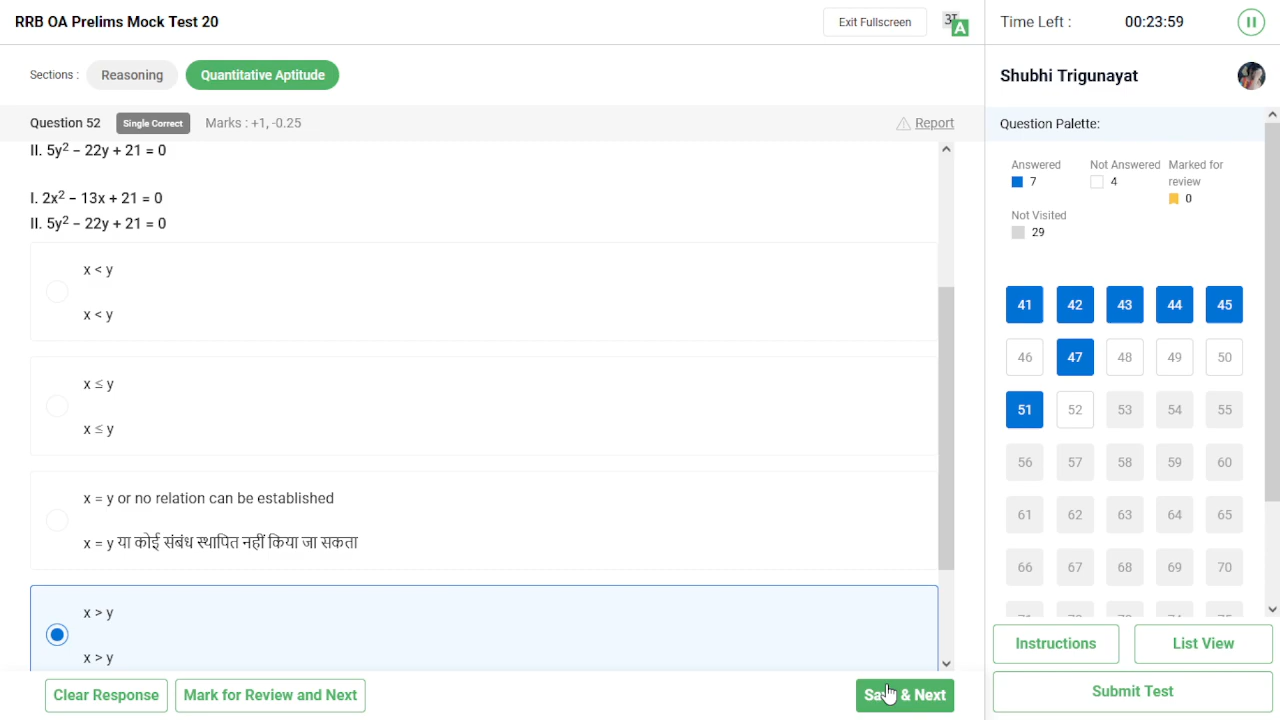 RRB OA Prelims Mock Test 20
Exit Fullscreen
A
Time Left :
00:23:59
Sections :
Reasoning
Quantitative Aptitude
Shubhi Trigunayat
Question 52
Single Correct
Marks : +1, -0.25
Report
Question Palette:
II. 5y² − 22y + 21 = 0
I. 2x² − 13x + 21 = 0
II. 5y² − 22y + 21 = 0
x < y
x < y
x ≤ y
x ≤ y
x = y or no relation can be established
x = y या कोई संबंध स्थापित नहीं किया जा सकता
x > y
x > y
Answered
7
Not Answered
4
Marked for
review
0
Not Visited
29
41 42 43 44 45
46 47 48 49 50
51 52 53 54 55
56 57 58 59 60
61 62 63 64 65
66 67 68 69 70
Instructions
List View
Clear Response
Mark for Review and Next
& Next
Submit Test